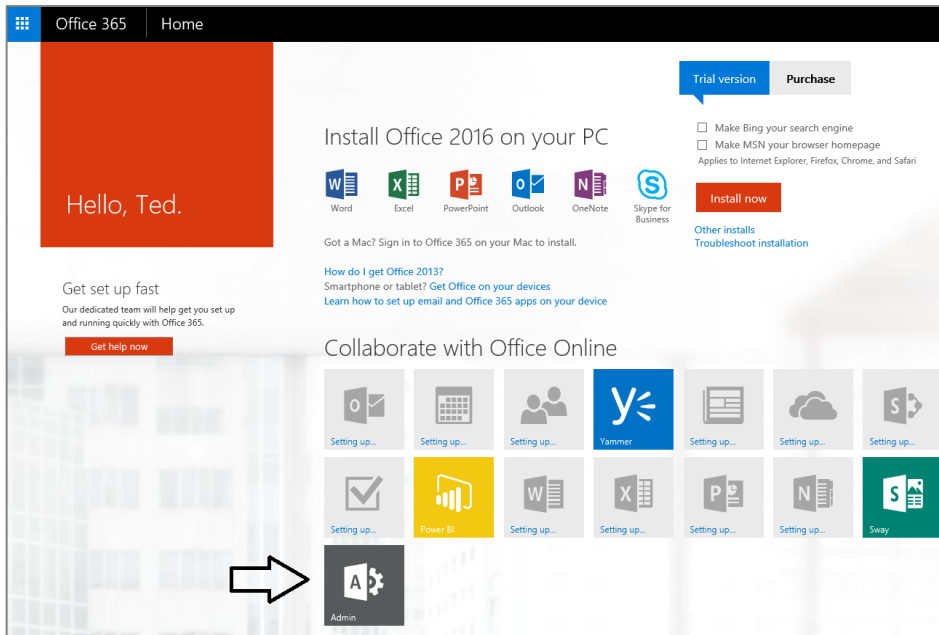 Office 365
Home
Hello, Ted.
Get set up fast
Our dedicated team will help get you set up
and running quickly with Office 365.
Get help now
Trial version
Purchase
Make Bing your search engine
Make MSN your browser homepage
Applies to Internet Explorer, Firefox, Chrome, and Safari
Install now
Other installs
Troubleshoot installation
Install Office 2016 on your PC
W
X
P
O
N
S
Word
Excel
PowerPoint
Outlook
OneNote
Skype for
Business
Got a Mac? Sign in to Office 365 on your Mac to install.
How do I get Office 2013?
Smartphone or tablet? Get Office on your devices
Learn how to set up email and Office 365 apps on your device
Collaborate with Office Online
O
S
Setting up...
Setting up...
Setting up...
Yammer
Setting up...
Setting up...
Setting up...
W
X
P
N
S
Setting up...
Power BI
Setting up...
Setting up...
Setting up...
Setting up...
Sway
A
Admin